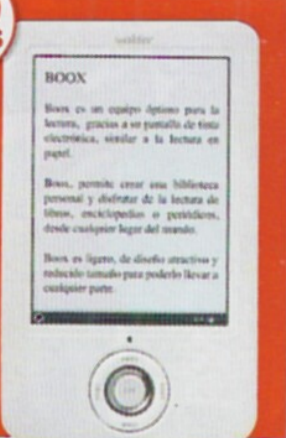 wolder
BOOX
Boox es un equipo óptimo para la
lectura, gracias a su pantalla de tinta
electrónica, similar a la lectura en
papel.
Boox, permite crear una biblioteca
personal y disfrutar de la lectura de
libros, enciclopedias o periódicos,
desde cualquier lugar del mundo.
Boox es ligero, de diseño atractivo y
reducido tamaño para poderlo llevar a
cualquier parte.